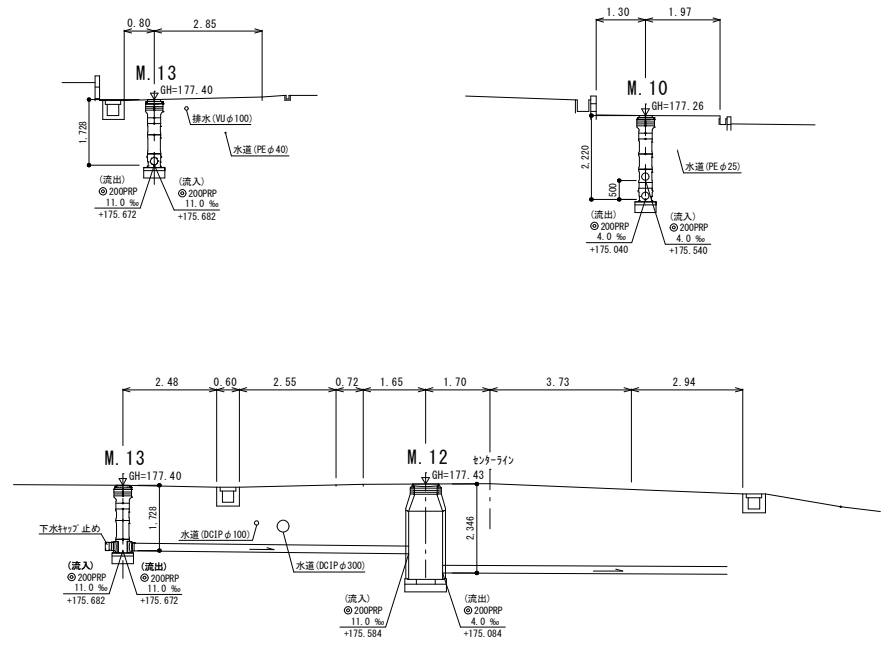 0.80
2.85
M.13
GH=177.40
1,728
排水(VUφ100)
水道(PEφ40)
(流出)
◎200PRP
11.0 ‰
+175.672
(流入)
◎200PRP
11.0 ‰
+175.682
1.30
1.97
M.10
GH=177.26
2,220
500
水道(PEφ25)
(流出)
◎200PRP
4.0 ‰
+175.040
(流入)
◎200PRP
4.0 ‰
+175.540
2.48
0.60
2.55
0.72
1.65
1.70
3.73
2.94
M.13
GH=177.40
M.12
GH=177.43
センターライン
1,728
2,346
下水キャップ止め
水道(DCIPφ100)
水道(DCIPφ300)
(流入)
◎200PRP
11.0 ‰
+175.682
(流出)
◎200PRP
11.0 ‰
+175.672
(流入)
◎200PRP
11.0 ‰
+175.584
(流出)
◎200PRP
4.0 ‰
+175.084